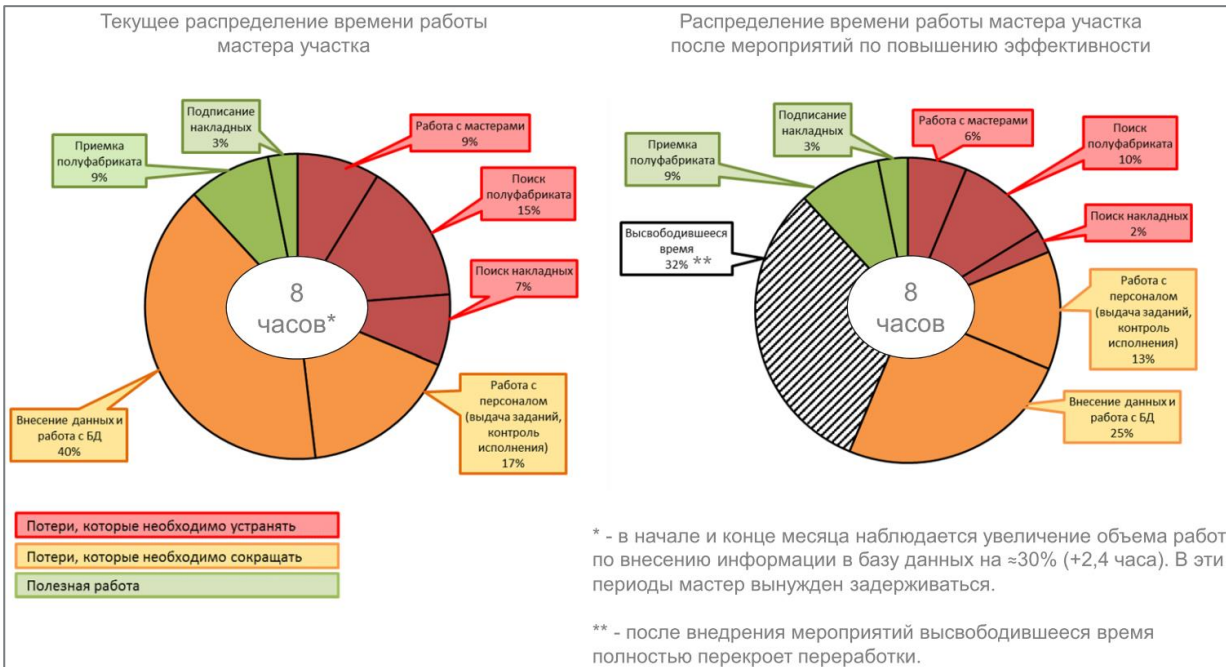 Текущее распределение времени работы
мастера участка
Подписание
накладных
3%
Приемка
полуфабриката
9%
Работа с мастерами
9%
Поиск
полуфабриката
15%
Поиск накладных
7%
8
часов*
Внесение данных и
работа с БД
40%
Работа с
персоналом
(выдача заданий,
контроль
исполнения)
17%
Потери, которые необходимо устранять
Потери, которые необходимо сокращать
Полезная работа
Распределение времени работы мастера участка
после мероприятий по повышению эффективности
Подписание
накладных
3%
Приемка
полуфабриката
9%
Работа с мастерами
6%
Поиск
полуфабриката
10%
Поиск накладных
2%
Высвободившееся
время
32% **
8
часов
Работа с
персоналом
(выдача заданий,
контроль
исполнения)
13%
Внесение данных и
работа с БД
25%
* - в начале и конце месяца наблюдается увеличение объема работ
по внесению информации в базу данных на ≈30% (+2,4 часа). В эти
периоды мастер вынужден задерживаться.
** - после внедрения мероприятий высвободившееся время
полностью перекроет переработки.